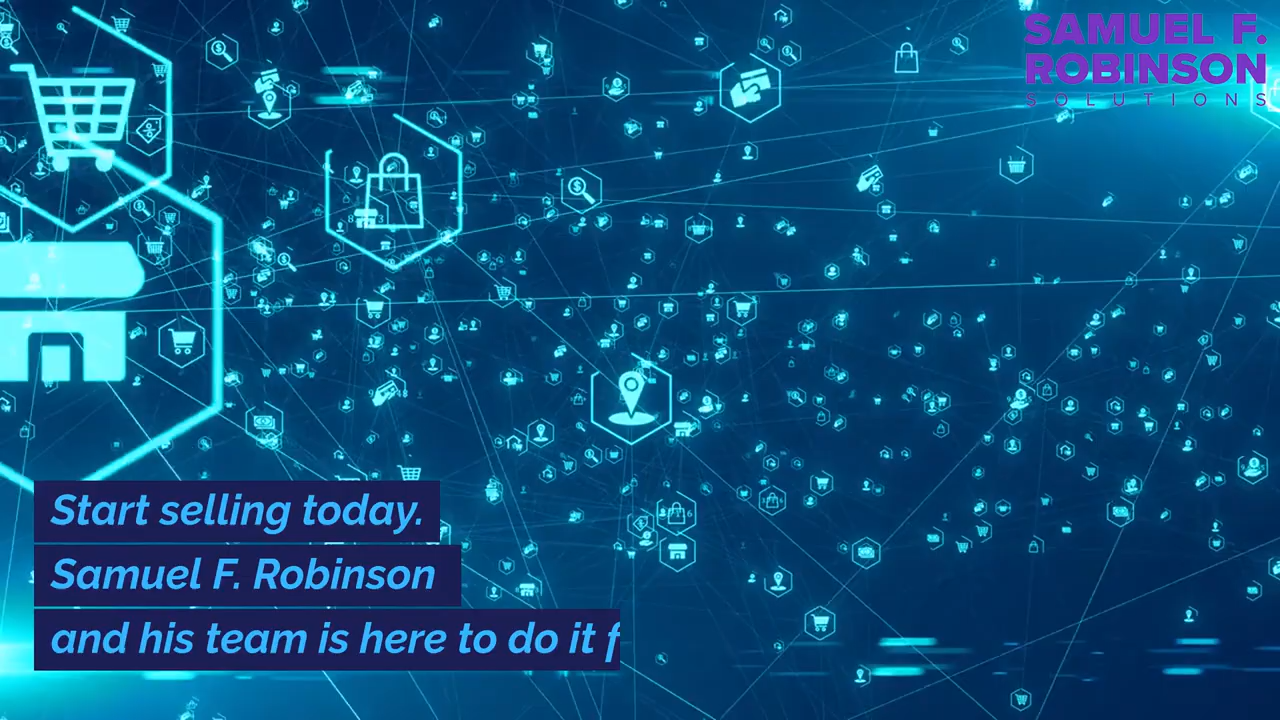 SAMUEL F.
ROBINSON
SOLUTIONS
Start selling today.
Samuel F. Robinson
and his team is here to do it f